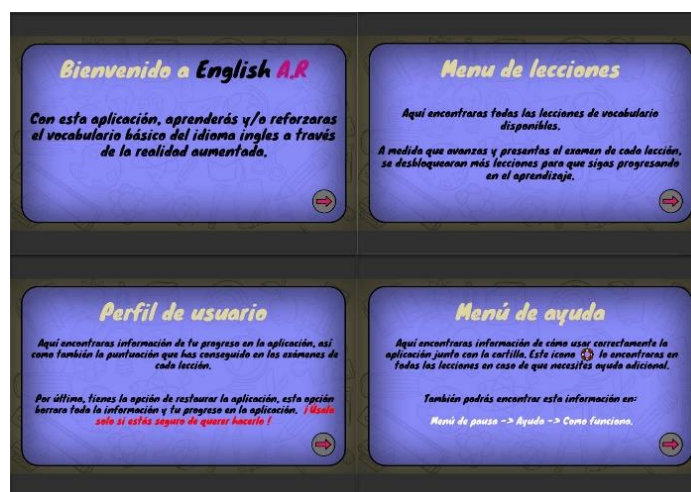 Bienvenido a English A.R
Con esta aplicación, aprenderás y/o reforzaras
el vocabulario básico del idioma ingles a través
de la realidad aumentada.
Menu de lecciones
Aquí encontraras todas las lecciones de vocabulario
disponibles.
A medida que avanzas y presentas el examen de cada lección,
se desbloquearan más lecciones para que sigas progresando
en el aprendizaje.
Perfil de usuario
Aquí encontraras información de tu progreso en la aplicación, así
como también la puntuación que has conseguido en los exámenes de
cada lección.
Por último, tienes la opción de restaurar la aplicación, esta opción
borrara toda la información y tu progreso en la aplicación. ¡ Úsela
solo si estás seguro de querer hacerlo !
Menú de ayuda
Aquí encontraras información de cómo usar correctamente la
aplicación junto con la cartilla. Este icono lo encontraras en
todas las lecciones en caso de que necesites ayuda adicional.
También podrás encontrar esta información en:
Menú de pausa -> Ayuda -> Como funciona.